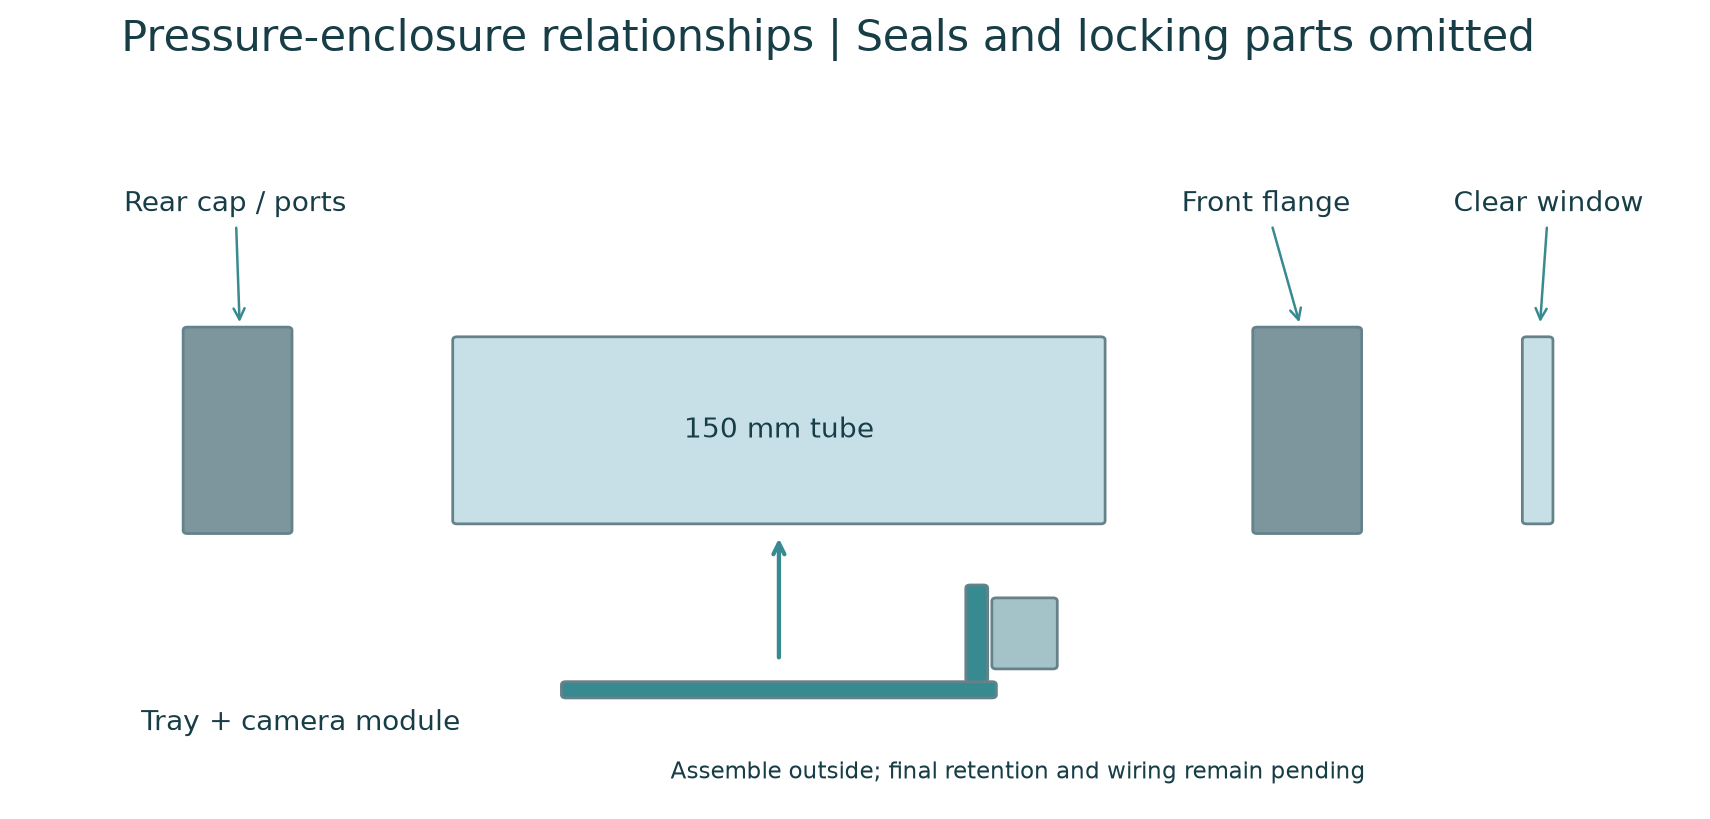 Pressure-enclosure relationships | Seals and locking parts omitted
Rear cap / ports
Front flange
Clear window
150 mm tube
Tray + camera module
Assemble outside; final retention and wiring remain pending